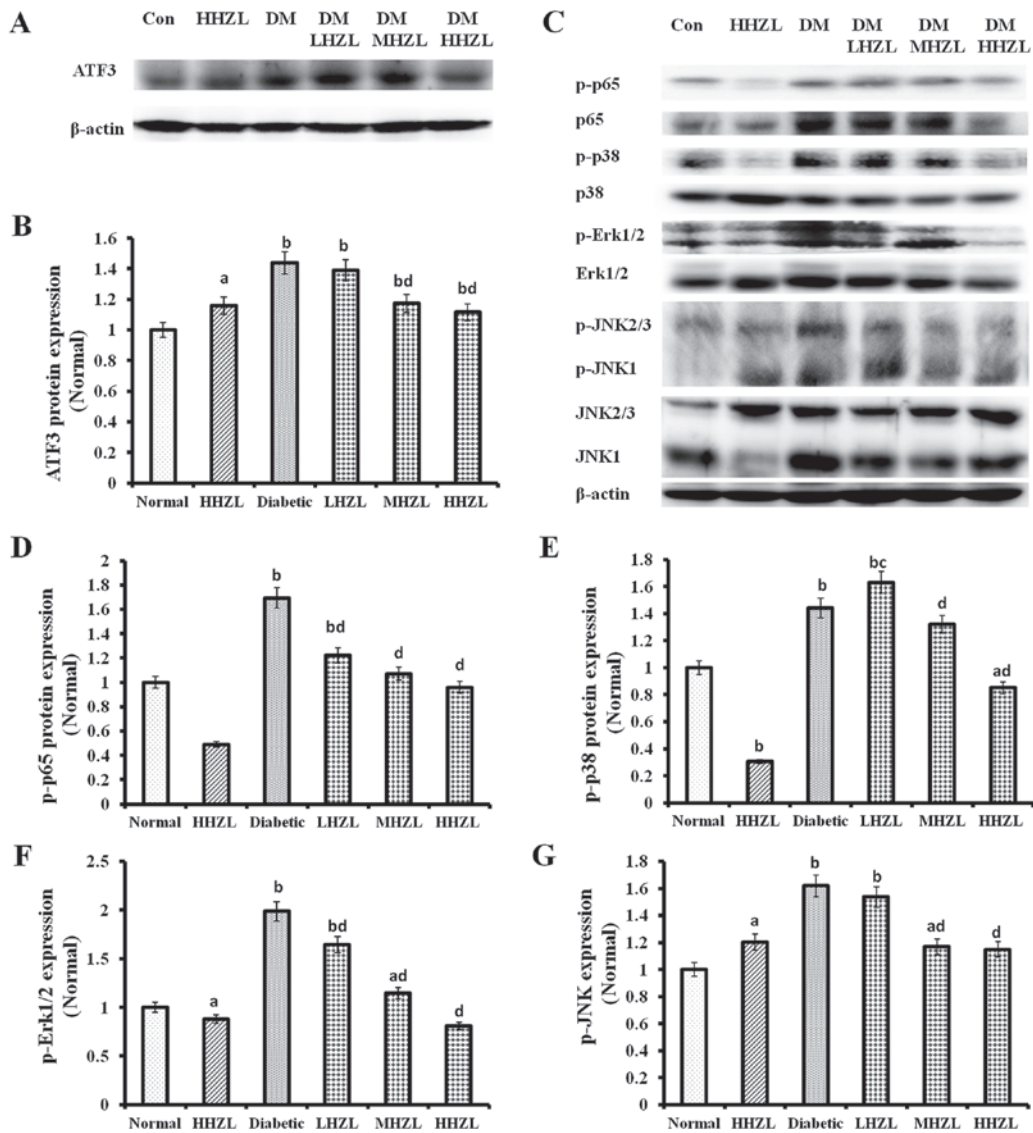 A
Con HHZL DM DM DM DM
LHZL MHZL HHZL
ATF3
β-actin
B
ATF3 protein expression
(Normal)
1.6
1.4
1.2
1
0.8
0.6
0.4
0.2
0
a
b
b
bd
bd
Normal HHZL Diabetic LHZL MHZL HHZL
C
Con HHZL DM DM DM DM
LHZL MHZL HHZL
p-p65
p65
p-p38
p38
p-Erk1/2
Erk1/2
p-JNK2/3
p-JNK1
JNK2/3
JNK1
β-actin
D
p-p65 protein expression
(Normal)
2
1.8
1.6
1.4
1.2
1
0.8
0.6
0.4
0.2
0
b
bd
d
d
Normal HHZL Diabetic LHZL MHZL HHZL
E
p-p38 protein expression
(Normal)
1.8
1.6
1.4
1.2
1
0.8
0.6
0.4
0.2
0
b
b
bc
d
ad
Normal HHZL Diabetic LHZL MHZL HHZL
F
p-Erk1/2 expression
(Normal)
2.5
2
1.5
1
0.5
0
a
b
bd
ad
d
Normal HHZL Diabetic LHZL MHZL HHZL
G
p-JNK expression
(Normal)
1.8
1.6
1.4
1.2
1
0.8
0.6
0.4
0.2
0
a
b
b
ad
d
Normal HHZL Diabetic LHZL MHZL HHZL